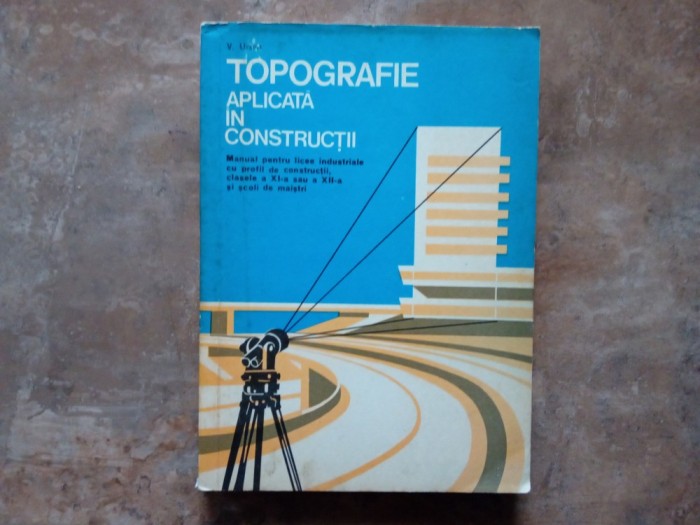 V.
TOPOGRAFIE
APLICATĂ
ÎN
CONSTRUCȚII
Manual pentru licee industriale
cu profil de construcții,
clasele a XI-a sau a XII-a
și școli de maiștri